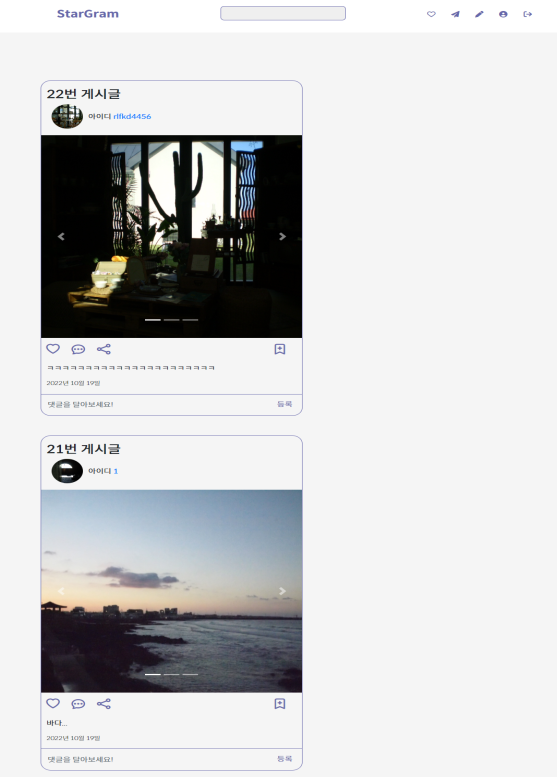 StarGram
22번 게시글
아이디 rlfkd4456
ㅋㅋㅋㅋㅋㅋㅋㅋㅋㅋㅋㅋㅋㅋㅋㅋㅋㅋㅋㅋㅋㅋ
2022년 10월 19일
댓글을 달아보세요!
등록
21번 게시글
아이디 1
바다...
2022년 10월 19일
댓글을 달아보세요!
등록